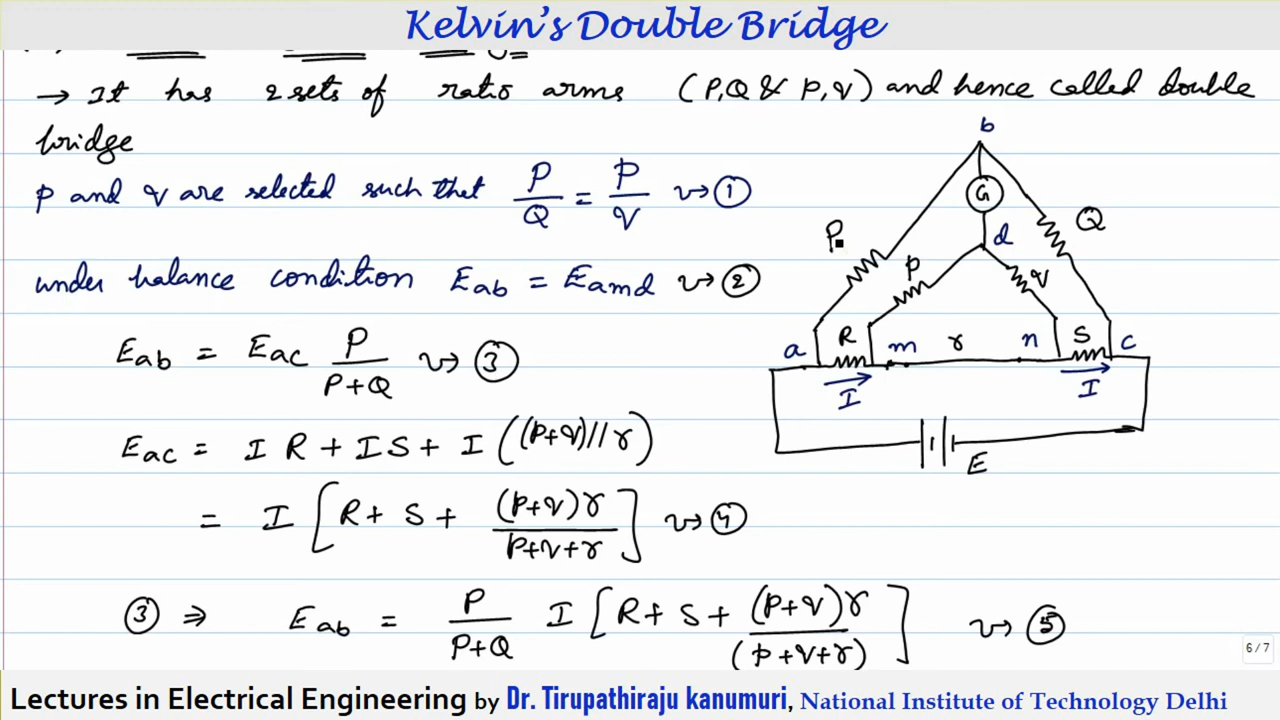 Kelvin's Double Bridge
→ It has 2 sets of ratio arms (P,Q & p,q) and hence called double
bridge
p and q are selected such that P/Q = p/q → ①
under balance condition Eab = Eamd → ②
Eab = Eac P/(P+Q) → ③
Eac = I R + I S + I ((p+q)//r)
= I [R + S + (p+q)r/(p+q+r)] → ④
③ ⇒ Eab = P/(P+Q) I [R + S + (p+q)r/(p+q+r)] → ⑤
b
G
P
Q
d
p
q
a
R
m
r
n
S
c
I
I
E
6 / 7
Lectures in Electrical Engineering by Dr. Tirupathiraju kanumuri, National Institute of Technology Delhi